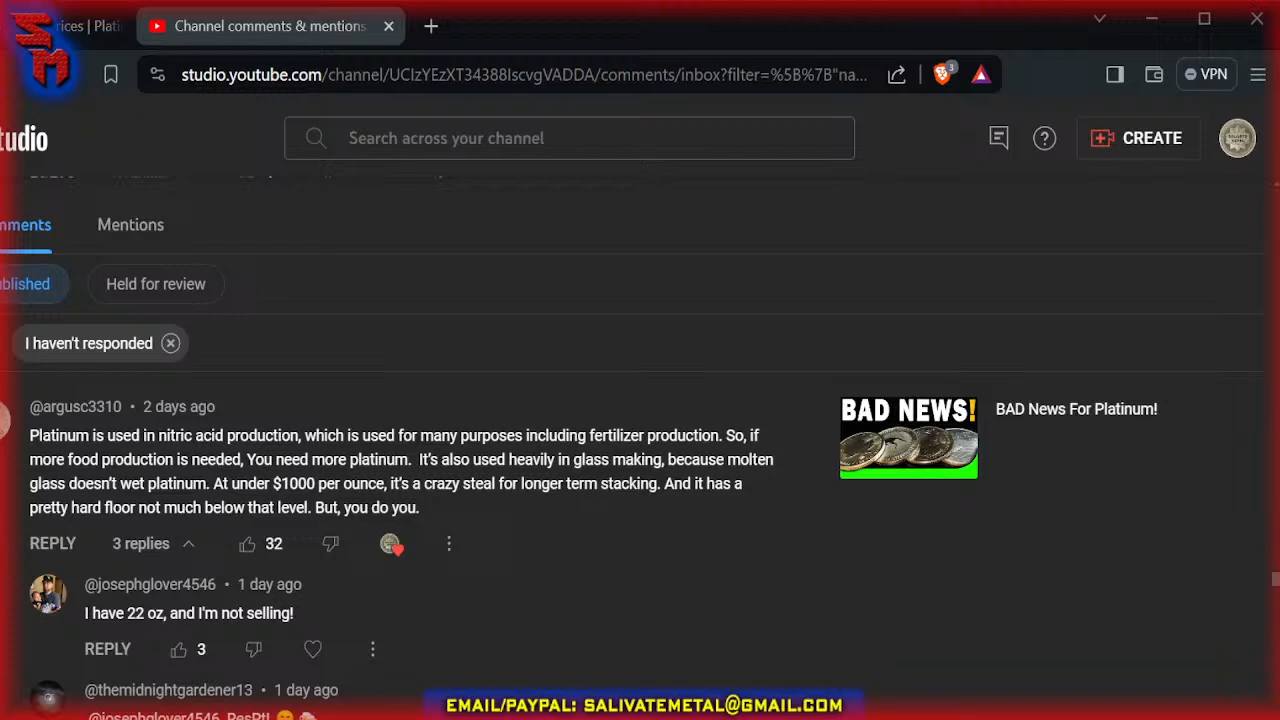 SM
rices | Plati
Channel comments & mentions
studio.youtube.com/channel/UCIzYEzXT34388IscvgVADDA/comments/inbox?filter=%5B%7B"na...
3
VPN
tudio
Search across your channel
CREATE
mments
Mentions
ublished
Held for review
I haven't responded
@argusc3310 • 2 days ago
Platinum is used in nitric acid production, which is used for many purposes including fertilizer production. So, if
more food production is needed, You need more platinum. It's also used heavily in glass making, because molten
glass doesn't wet platinum. At under $1000 per ounce, it's a crazy steal for longer term stacking. And it has a
pretty hard floor not much below that level. But, you do you.
BAD NEWS!
BAD News For Platinum!
REPLY
3 replies
32
@josephglover4546 • 1 day ago
I have 22 oz, and I'm not selling!
REPLY
3
@themidnightgardener13 • 1 day ago
@josephglover4546
EMAIL/PAYPAL: SALIVATEMETAL@GMAIL.COM